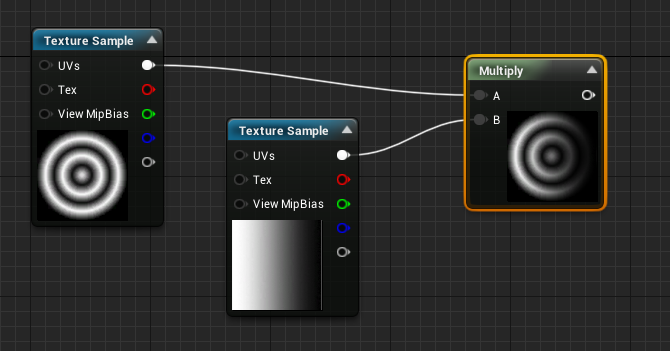 Texture Sample
UVs
Tex
View MipBias
Texture Sample
UVs
Tex
View MipBias
Multiply
A
B